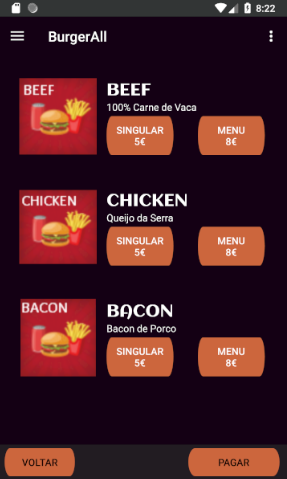 8:22
BurgerAll
BEEF
BEEF
100% Carne de Vaca
SINGULAR
5€
MENU
8€
CHICKEN
CHICKEN
Queijo da Serra
SINGULAR
5€
MENU
8€
BACON
BACON
Bacon de Porco
SINGULAR
5€
MENU
8€
VOLTAR
PAGAR